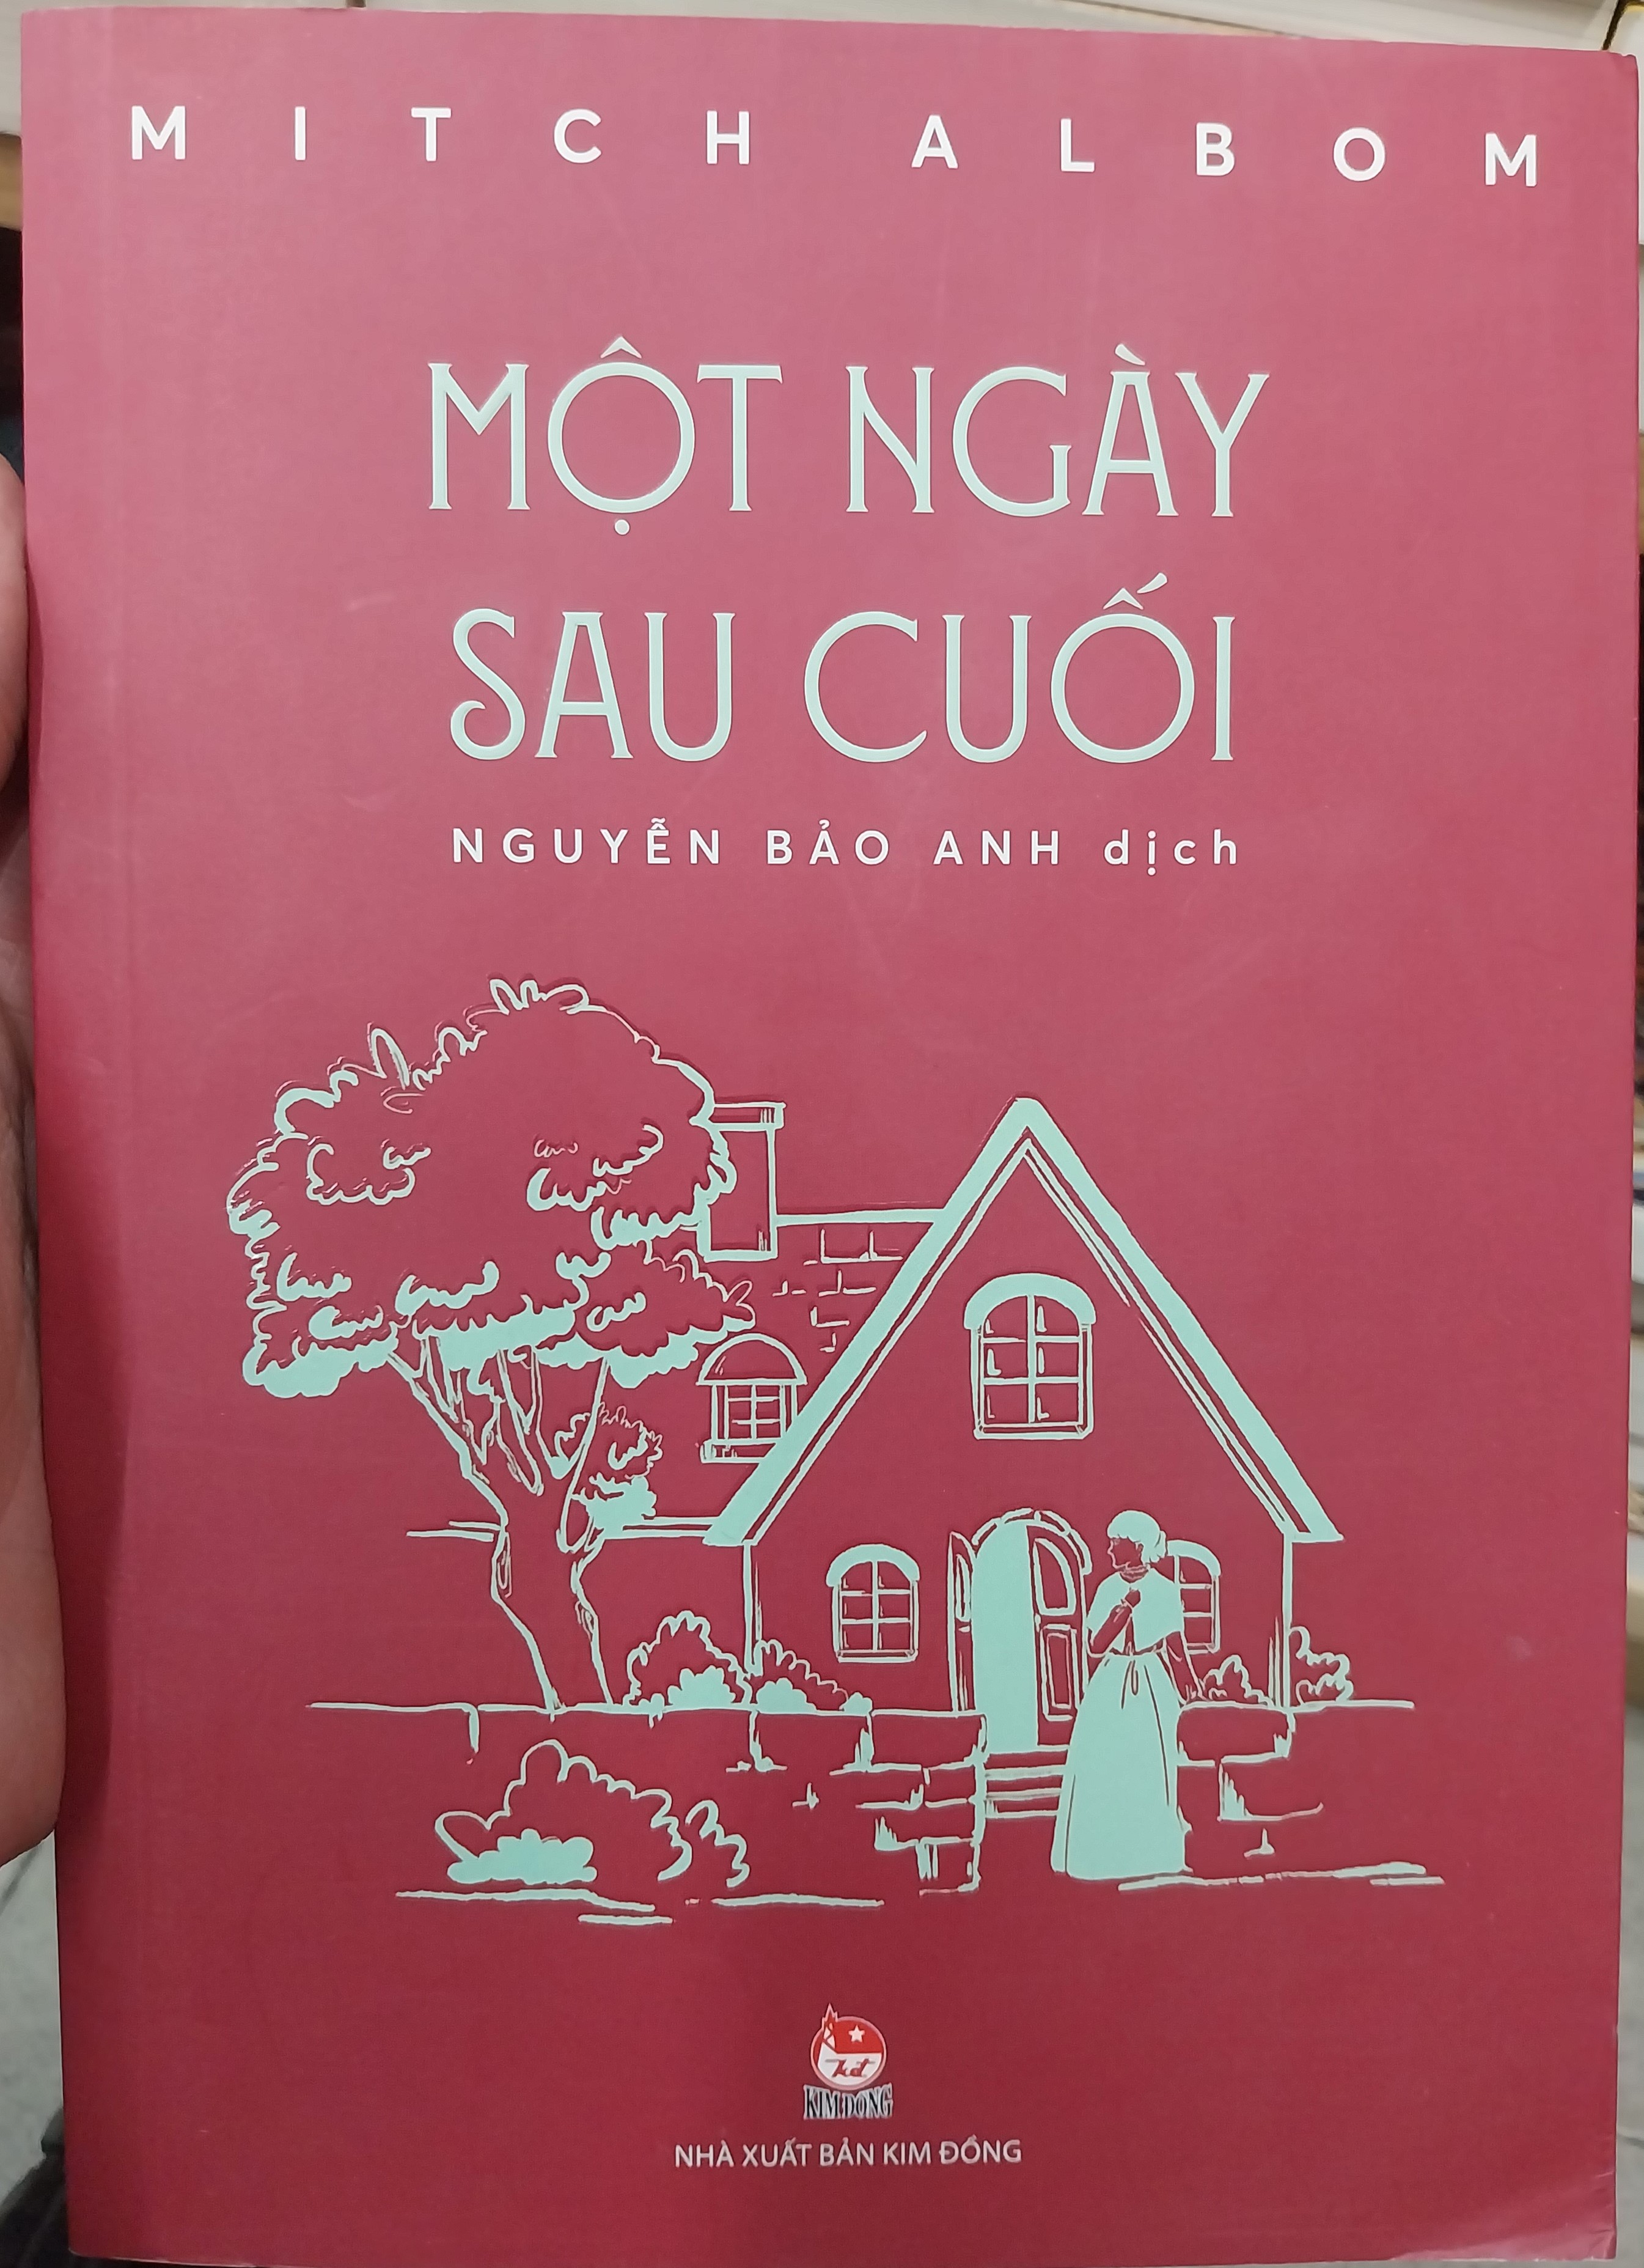 MITCH ALBOM
MỘT NGÀY
SAU CUỐI
NGUYỄN BẢO ANH dịch
KIM ĐỒNG
NHÀ XUẤT BẢN KIM ĐỒNG